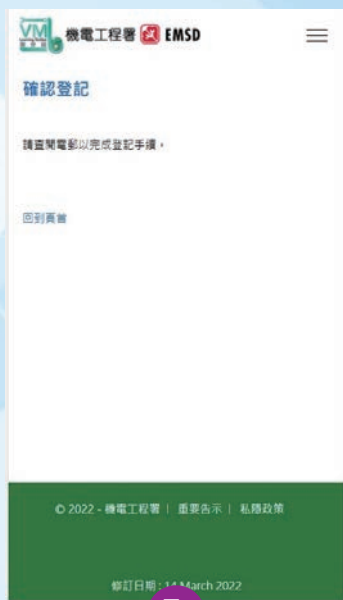 VM 機電工程署 EMSD
確認登記
請查閱電郵以完成登記手續。
回到頁首
© 2022 - 機電工程署 | 重要告示 | 私隱政策
修訂日期 : 14 March 2022